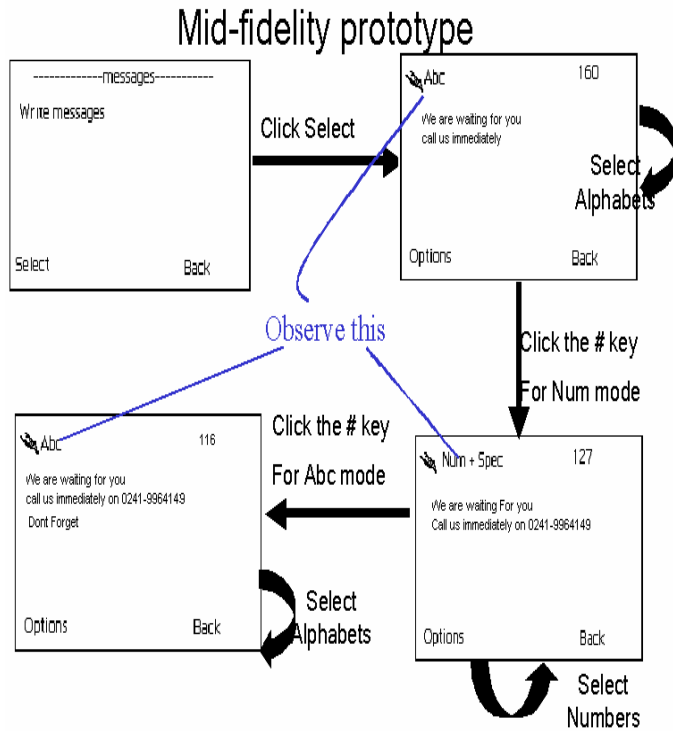 Mid-fidelity prototype
-------------messages-----------
Write messages
Select
Back
Click Select
Abc
160
We are waiting for you
call us immediately
Options
Back
Select
Alphabets
Observe this
Click the # key
For Num mode
Num + Spec
127
We are waiting For you
Call us immediately on 0241-9964149
Options
Back
Select
Numbers
Click the # key
For Abc mode
Abc
116
We are waiting for you
call us immediately on 0241-9964149
Dont Forget
Options
Back
Select
Alphabets